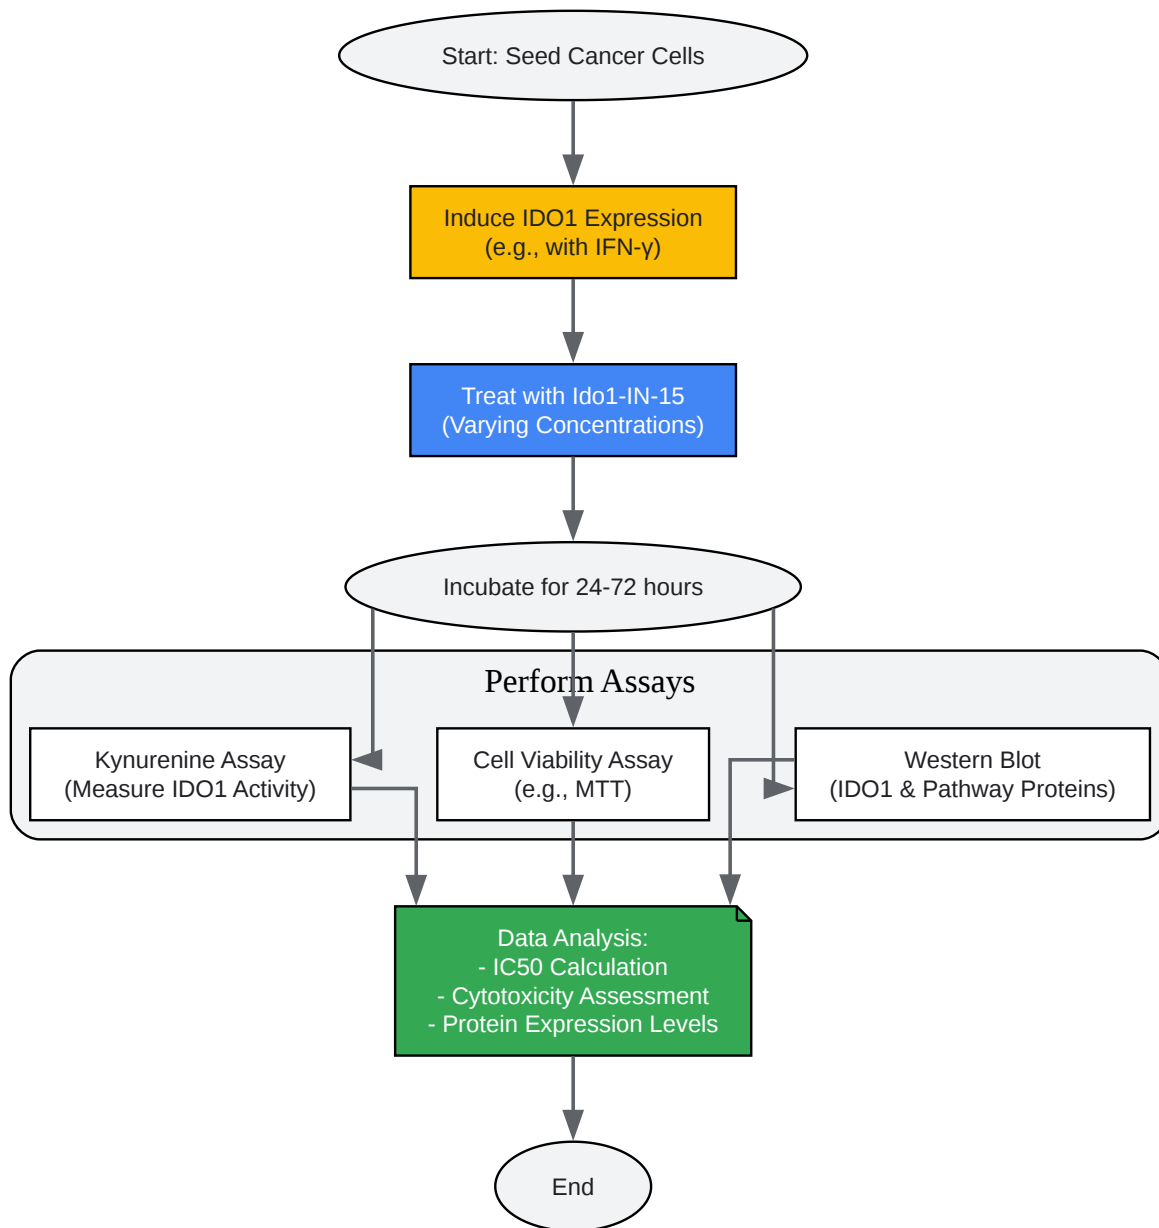 Start: Seed Cancer Cells
Induce IDO1 Expression
(e.g., with IFN-γ)
Treat with Ido1-IN-15
(Varying Concentrations)
Incubate for 24-72 hours
Perform Assays
Kynurenine Assay
(Measure IDO1 Activity)
Cell Viability Assay
(e.g., MTT)
Western Blot
(IDO1 & Pathway Proteins)
Data Analysis:
- IC50 Calculation
- Cytotoxicity Assessment
- Protein Expression Levels
End